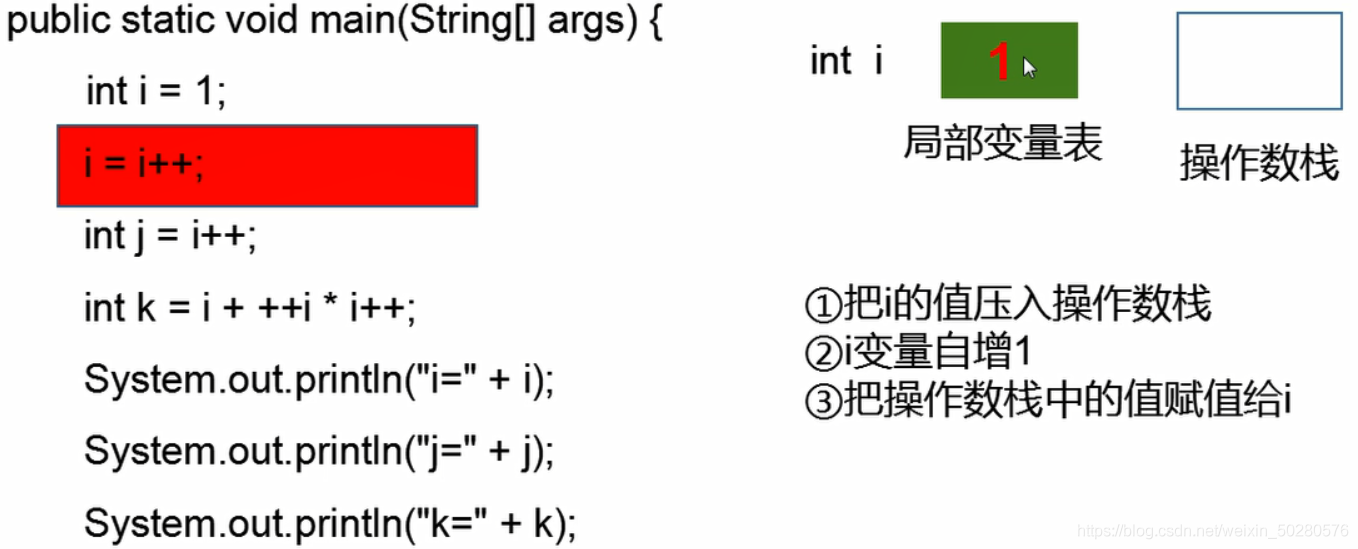 public static void main(String[] args) {
int i = 1;
i = i++;
int j = i++;
int k = i + ++i * i++;
System.out.println("i=" + i);
System.out.println("j=" + j);
System.out.println("k=" + k);
int i
1
局部变量表
操作数栈
①把i的值压入操作数栈
②i变量自增1
③把操作数栈中的值赋值给i
https://blog.csdn.net/weixin_50280576